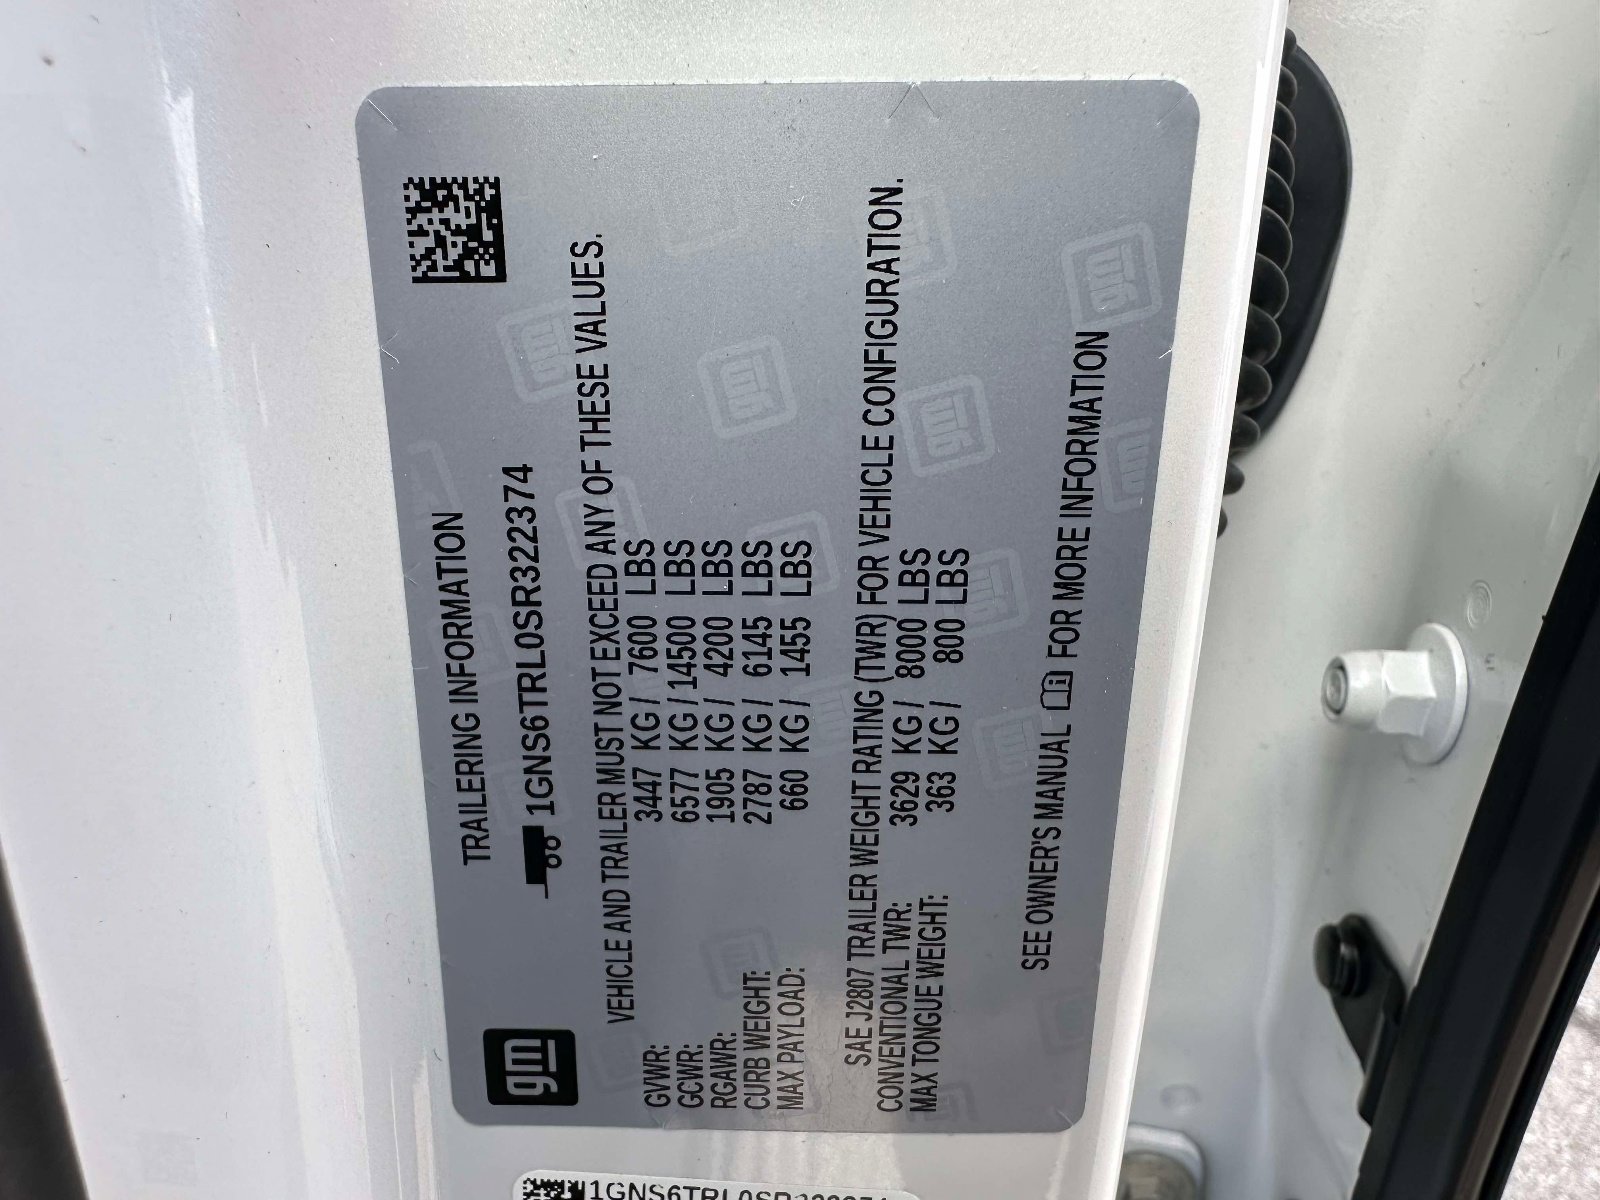 TRAILERING INFORMATION
gm
1GNS6TRL0SR322374
VEHICLE AND TRAILER MUST NOT EXCEED ANY OF THESE VALUES.
GVWR: 3447 KG / 7600 LBS
GCWR: 6577 KG / 14500 LBS
RGAWR: 1905 KG / 4200 LBS
CURB WEIGHT: 2787 KG / 6145 LBS
MAX PAYLOAD: 660 KG / 1455 LBS
SAE J2807 TRAILER WEIGHT RATING (TWR) FOR VEHICLE CONFIGURATION.
CONVENTIONAL TWR: 3629 KG / 8000 LBS
MAX TONGUE WEIGHT: 363 KG / 800 LBS
SEE OWNER'S MANUAL FOR MORE INFORMATION